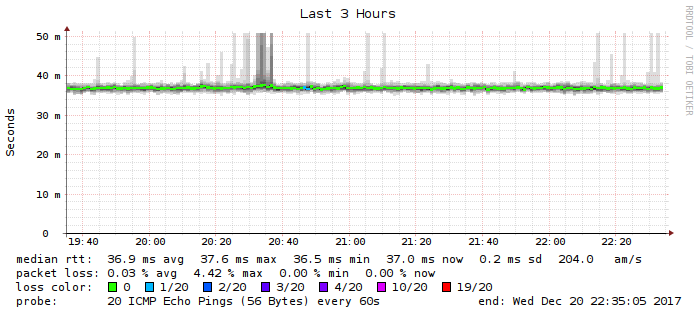 Last 3 Hours
RRDTOOL / TOBI OETIKER
Seconds
50 m
40 m
30 m
20 m
10 m
0
19:40 20:00 20:20 20:40 21:00 21:20 21:40 22:00 22:20
median rtt: 36.9 ms avg 37.6 ms max 36.5 ms min 37.0 ms now 0.2 ms sd 204.0 am/s
packet loss: 0.03 % avg 4.42 % max 0.00 % min 0.00 % now
loss color: 0 1/20 2/20 3/20 4/20 10/20 19/20
probe: 20 ICMP Echo Pings (56 Bytes) every 60s end: Wed Dec 20 22:35:05 2017